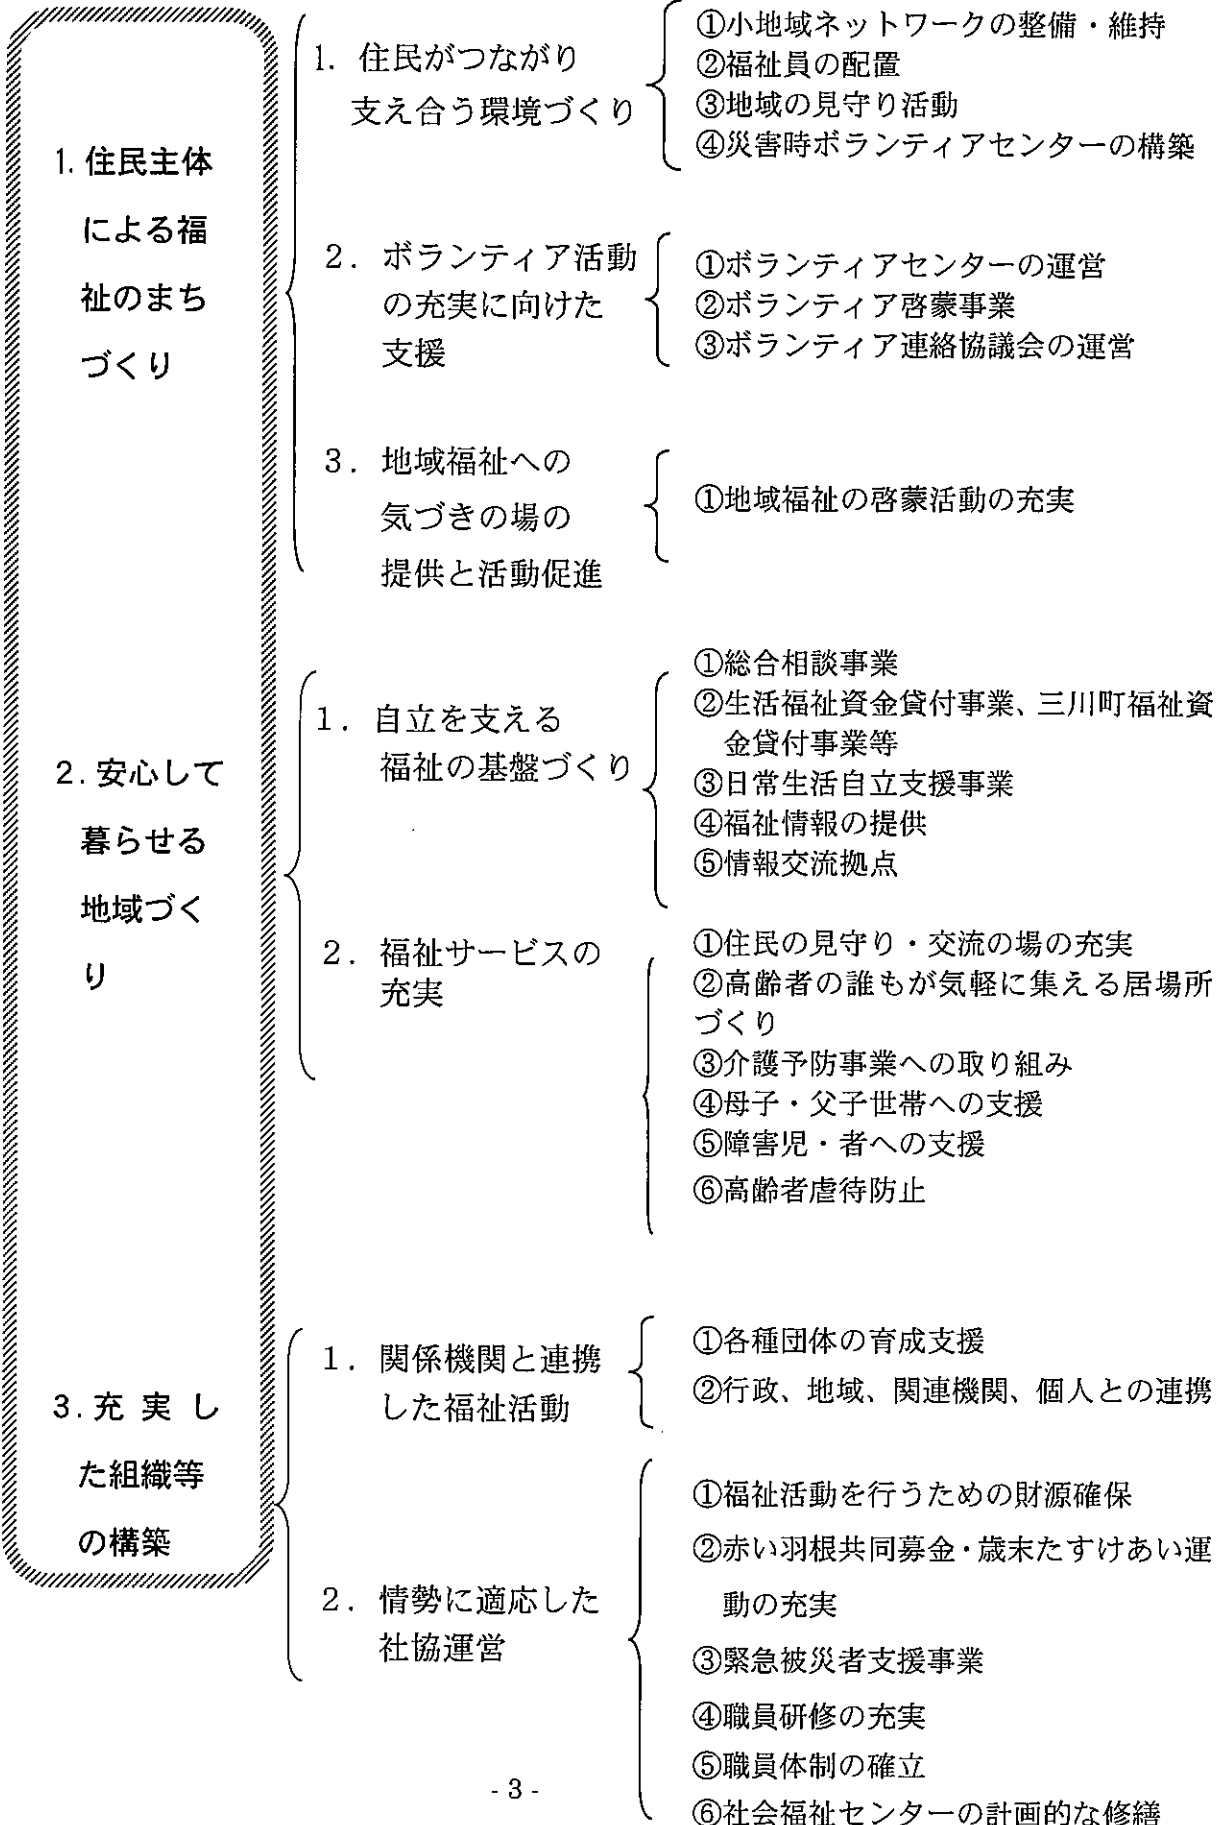 1. 住民主体
による福
祉のまち
づくり
1. 住民がつながり
支え合う環境づくり
①小地域ネットワークの整備・維持
②福祉員の配置
③地域の見守り活動
④災害時ボランティアセンターの構築
2. ボランティア活動
の充実に向けた
支援
①ボランティアセンターの運営
②ボランティア啓蒙事業
③ボランティア連絡協議会の運営
3. 地域福祉への
気づきの場の
提供と活動促進
①地域福祉の啓蒙活動の充実
2. 安心して
暮らせる
地域づく
り
1. 自立を支える
福祉の基盤づくり
①総合相談事業
②生活福祉資金貸付事業、三川町福祉資
金貸付事業等
③日常生活自立支援事業
④福祉情報の提供
⑤情報交流拠点
2. 福祉サービスの
充実
①住民の見守り・交流の場の充実
②高齢者の誰もが気軽に集える居場所
づくり
③介護予防事業への取り組み
④母子・父子世帯への支援
⑤障害児・者への支援
⑥高齢者虐待防止
3. 充 実 し
た組織等
の構築
1. 関係機関と連携
した福祉活動
①各種団体の育成支援
②行政、地域、関連機関、個人との連携
2. 情勢に適応した
社協運営
①福祉活動を行うための財源確保
②赤い羽根共同募金・歳末たすけあい運
動の充実
③緊急被災者支援事業
④職員研修の充実
⑤職員体制の確立
⑥社会福祉センターの計画的な修繕
- 3 -